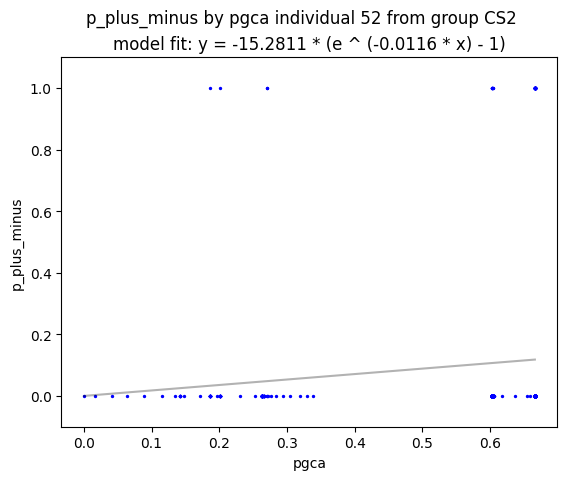 p_plus_minus by pgca individual 52 from group CS2
model fit: y = -15.2811 * (e ^ (-0.0116 * x) - 1)
1.0
0.8
0.6
0.4
0.2
0.0
p_plus_minus
0.0 0.1 0.2 0.3 0.4 0.5 0.6
pgca